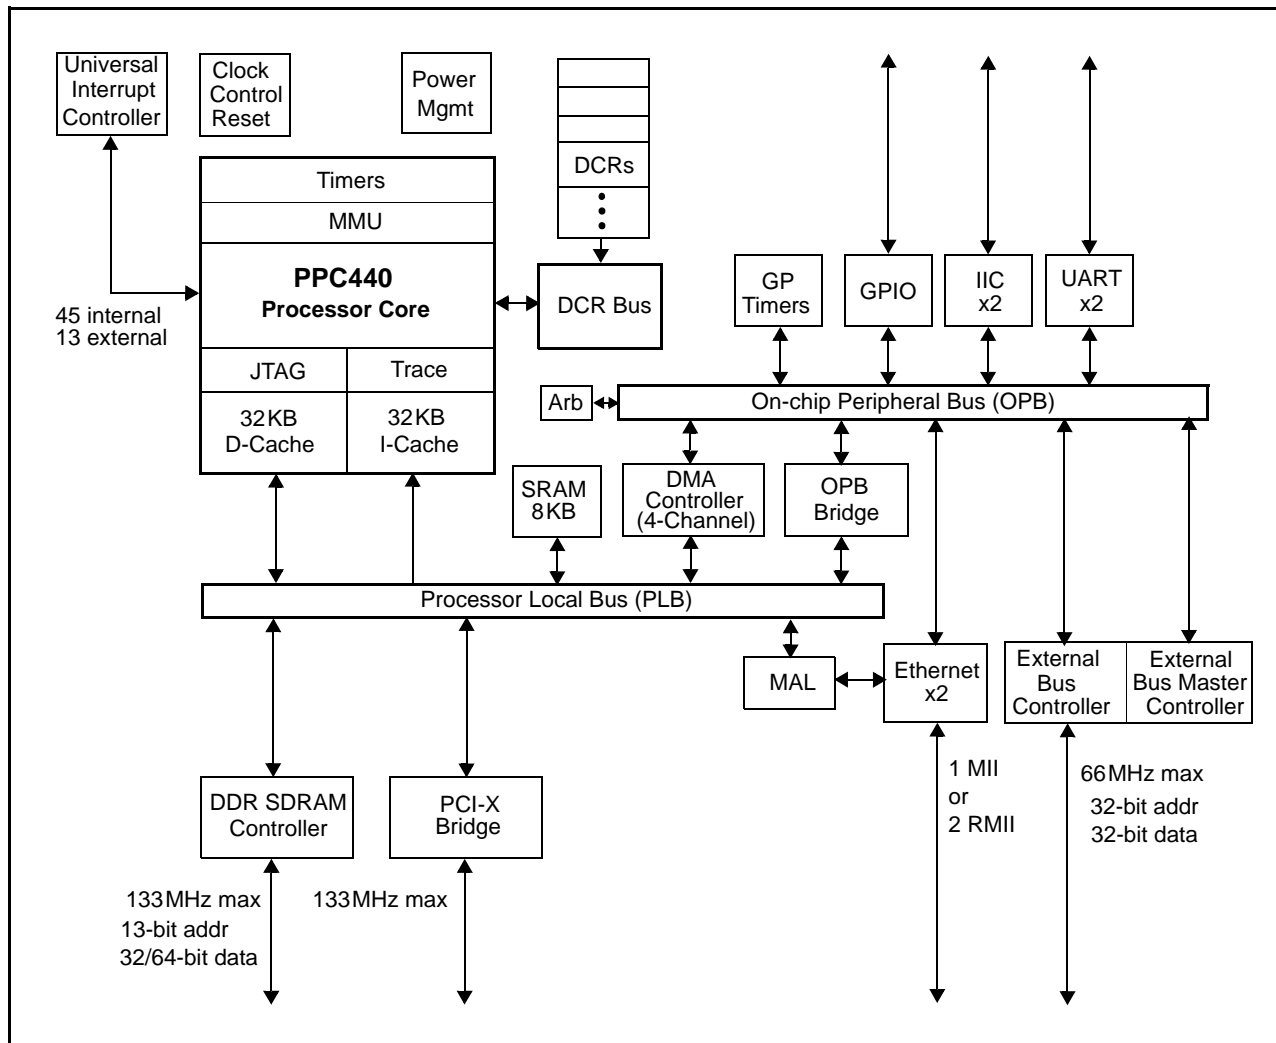 Universal
Interrupt
Controller
Clock
Control
Reset
Power
Mgmt
DCRs
Timers
MMU
PPC440
Processor Core
45 internal
13 external
DCR Bus
GP
Timers
GPIO
IIC
x2
UART
x2
JTAG
Trace
32KB
D-Cache
32KB
I-Cache
Arb
On-chip Peripheral Bus (OPB)
SRAM
8KB
DMA
Controller
(4-Channel)
OPB
Bridge
Processor Local Bus (PLB)
MAL
Ethernet
x2
External
Bus
Controller
External
Bus Master
Controller
DDR SDRAM
Controller
PCI-X
Bridge
1 MII
or
2 RMII
66MHz max
32-bit addr
32-bit data
133MHz max
13-bit addr
32/64-bit data
133MHz max